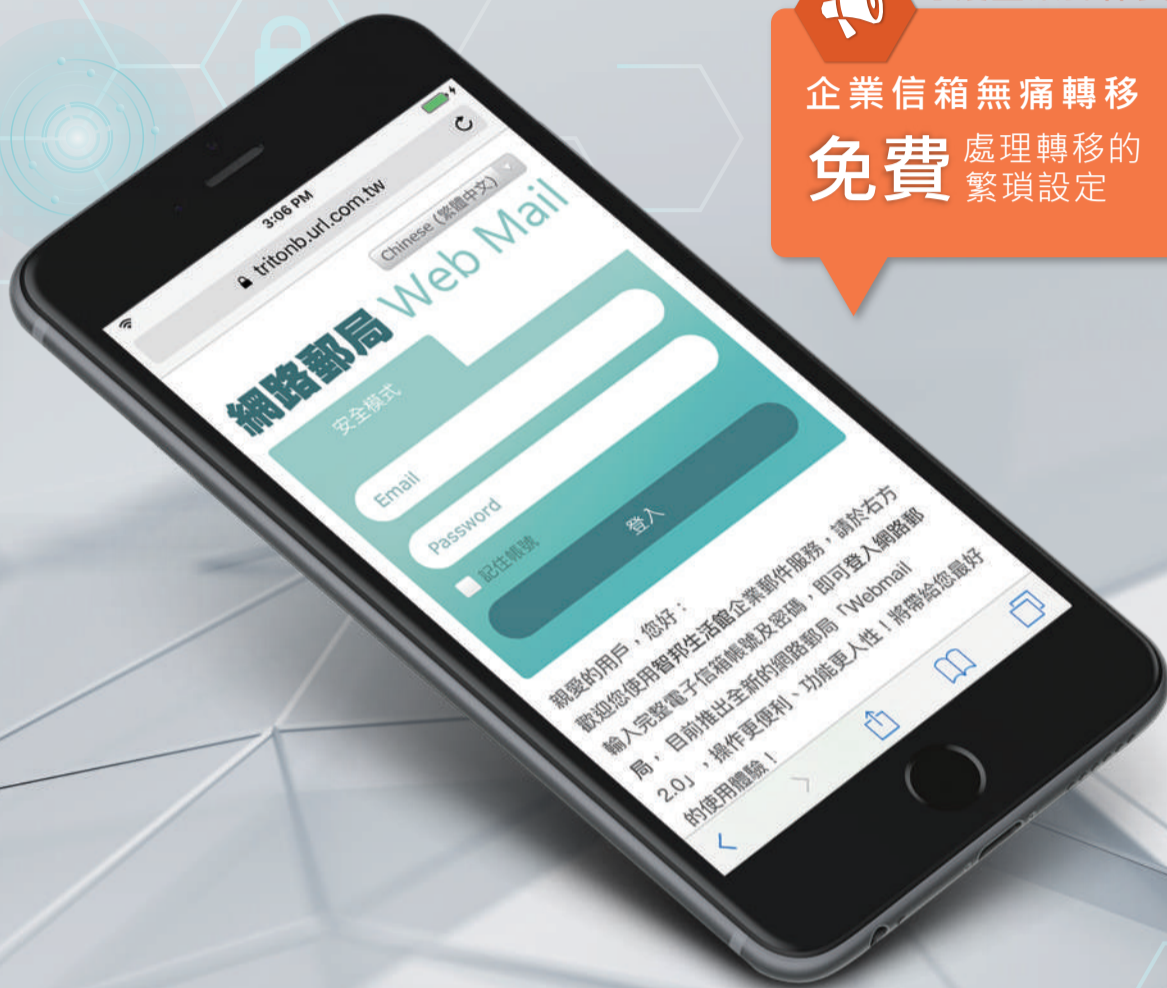 企業信箱無痛轉移
免費 處理轉移的
繁瑣設定
3:06 PM
tritonb.url.com.tw
Chinese (繁體中文)
網路郵局 Web Mail
安全模式
Email
Password
記住帳號
登入
親愛的用戶，您好：
歡迎您使用智邦生活館企業郵件服務，請於右方
輸入完整電子信箱帳號及密碼，即可登入網路郵
局， 目前推出全新的網路郵局「Webmail
2.0」，操作更便利、功能更人性！將帶給您最好
的使用體驗！